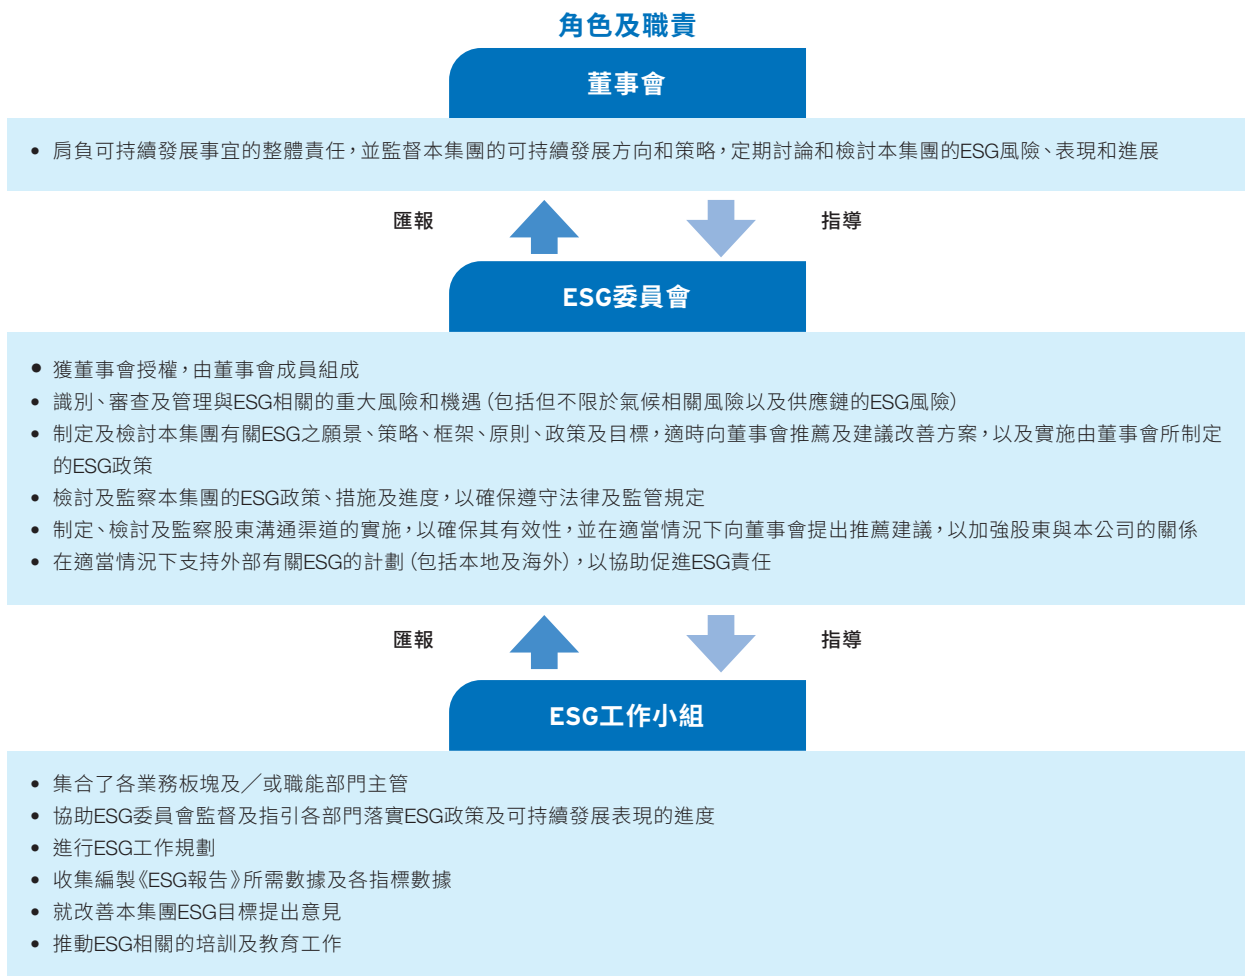 角色及職責
董事會
• 肩負可持續發展事宜的整體責任，並監督本集團的可持續發展方向和策略，定期討論和檢討本集團的ESG風險、表現和進展
匯報
指導
ESG委員會
• 獲董事會授權，由董事會成員組成
• 識別、審查及管理與ESG相關的重大風險和機遇（包括但不限於氣候相關風險以及供應鏈的ESG風險）
• 制定及檢討本集團有關ESG之願景、策略、框架、原則、政策及目標，適時向董事會推薦及建議改善方案，以及實施由董事會所制定
的ESG政策
• 檢討及監察本集團的ESG政策、措施及進度，以確保遵守法律及監管規定
• 制定、檢討及監察股東溝通渠道的實施，以確保其有效性，並在適當情況下向董事會提出推薦建議，以加強股東與本公司的關係
• 在適當情況下支持外部有關ESG的計劃（包括本地及海外），以協助促進ESG責任
匯報
指導
ESG工作小組
• 集合了各業務板塊及／或職能部門主管
• 協助ESG委員會監督及指引各部門落實ESG政策及可持續發展表現的進度
• 進行ESG工作規劃
• 收集編製《ESG報告》所需數據及各指標數據
• 就改善本集團ESG目標提出意見
• 推動ESG相關的培訓及教育工作